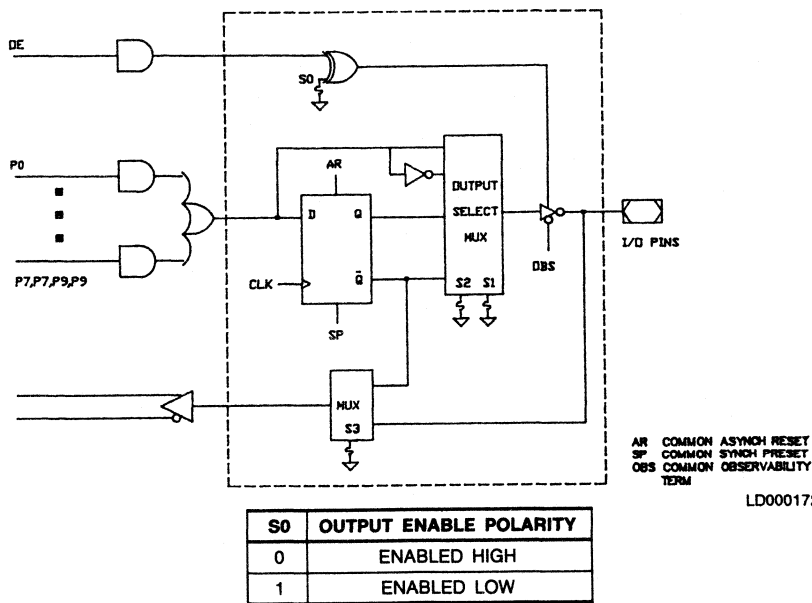 OE
S0
P0
AR
OUTPUT
D Q
SELECT
MUX
I/O PINS
P7,P7,P9,P9
CLK
Q̅
OBS
S2 S1
SP
MUX
S3
AR COMMON ASYNCH RESET
SP COMMON SYNCH PRESET
OBS COMMON OBSERVABILITY
TERM
LD000172
S0 OUTPUT ENABLE POLARITY
0 ENABLED HIGH
1 ENABLED LOW